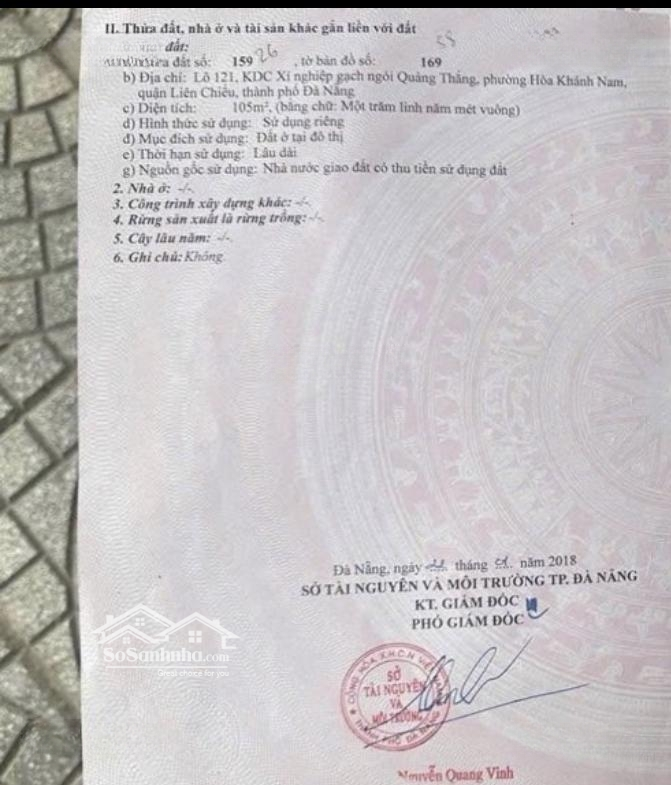 II. Thửa đất, nhà ở và tài sản khác gắn liền với đất
đất:
đất số: 159 26 , tờ bản đồ số: 169
b) Địa chỉ: Lô 121, KDC Xí nghiệp gạch ngói Quảng Thắng, phường Hòa Khánh Nam,
quận Liên Chiểu, thành phố Đà Nẵng
c) Diện tích: 105m², (bằng chữ: Một trăm linh năm mét vuông)
d) Hình thức sử dụng: Sử dụng riêng
đ) Mục đích sử dụng: Đất ở tại đô thị
e) Thời hạn sử dụng: Lâu dài
g) Nguồn gốc sử dụng: Nhà nước giao đất có thu tiền sử dụng đất
2. Nhà ở: -/-.
3. Công trình xây dựng khác: -/-.
4. Rừng sản xuất là rừng trồng: -/-.
5. Cây lâu năm: -/-.
6. Ghi chú: Không.
Đà Nẵng, ngày tháng năm 2018
SỞ TÀI NGUYÊN VÀ MÔI TRƯỜNG TP. ĐÀ NẴNG
KT. GIÁM ĐỐC
PHÓ GIÁM ĐỐC
SoSanhnha.com
Great choice for you
SỞ
TÀI NGUYÊN
VÀ
MÔI TRƯỜNG
Nguyễn Quang Vinh